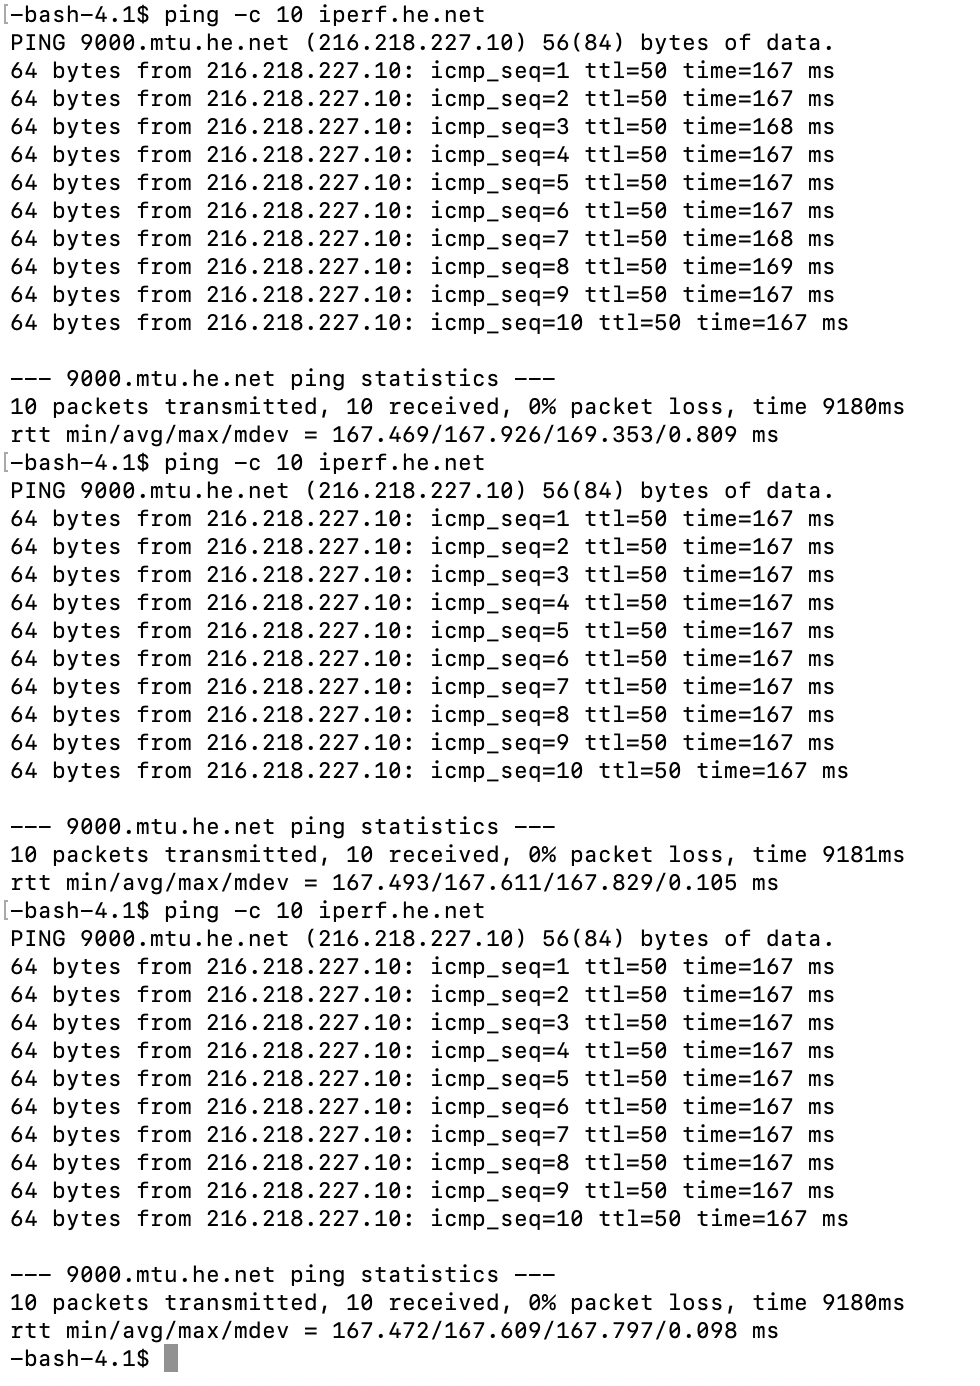 [-bash-4.1$ ping -c 10 iperf.he.net
PING 9000.mtu.he.net (216.218.227.10) 56(84) bytes of data.
64 bytes from 216.218.227.10: icmp_seq=1 ttl=50 time=167 ms
64 bytes from 216.218.227.10: icmp_seq=2 ttl=50 time=167 ms
64 bytes from 216.218.227.10: icmp_seq=3 ttl=50 time=168 ms
64 bytes from 216.218.227.10: icmp_seq=4 ttl=50 time=167 ms
64 bytes from 216.218.227.10: icmp_seq=5 ttl=50 time=167 ms
64 bytes from 216.218.227.10: icmp_seq=6 ttl=50 time=167 ms
64 bytes from 216.218.227.10: icmp_seq=7 ttl=50 time=168 ms
64 bytes from 216.218.227.10: icmp_seq=8 ttl=50 time=169 ms
64 bytes from 216.218.227.10: icmp_seq=9 ttl=50 time=167 ms
64 bytes from 216.218.227.10: icmp_seq=10 ttl=50 time=167 ms

--- 9000.mtu.he.net ping statistics ---
10 packets transmitted, 10 received, 0% packet loss, time 9180ms
rtt min/avg/max/mdev = 167.469/167.926/169.353/0.809 ms
[-bash-4.1$ ping -c 10 iperf.he.net
PING 9000.mtu.he.net (216.218.227.10) 56(84) bytes of data.
64 bytes from 216.218.227.10: icmp_seq=1 ttl=50 time=167 ms
64 bytes from 216.218.227.10: icmp_seq=2 ttl=50 time=167 ms
64 bytes from 216.218.227.10: icmp_seq=3 ttl=50 time=167 ms
64 bytes from 216.218.227.10: icmp_seq=4 ttl=50 time=167 ms
64 bytes from 216.218.227.10: icmp_seq=5 ttl=50 time=167 ms
64 bytes from 216.218.227.10: icmp_seq=6 ttl=50 time=167 ms
64 bytes from 216.218.227.10: icmp_seq=7 ttl=50 time=167 ms
64 bytes from 216.218.227.10: icmp_seq=8 ttl=50 time=167 ms
64 bytes from 216.218.227.10: icmp_seq=9 ttl=50 time=167 ms
64 bytes from 216.218.227.10: icmp_seq=10 ttl=50 time=167 ms

--- 9000.mtu.he.net ping statistics ---
10 packets transmitted, 10 received, 0% packet loss, time 9181ms
rtt min/avg/max/mdev = 167.493/167.611/167.829/0.105 ms
[-bash-4.1$ ping -c 10 iperf.he.net
PING 9000.mtu.he.net (216.218.227.10) 56(84) bytes of data.
64 bytes from 216.218.227.10: icmp_seq=1 ttl=50 time=167 ms
64 bytes from 216.218.227.10: icmp_seq=2 ttl=50 time=167 ms
64 bytes from 216.218.227.10: icmp_seq=3 ttl=50 time=167 ms
64 bytes from 216.218.227.10: icmp_seq=4 ttl=50 time=167 ms
64 bytes from 216.218.227.10: icmp_seq=5 ttl=50 time=167 ms
64 bytes from 216.218.227.10: icmp_seq=6 ttl=50 time=167 ms
64 bytes from 216.218.227.10: icmp_seq=7 ttl=50 time=167 ms
64 bytes from 216.218.227.10: icmp_seq=8 ttl=50 time=167 ms
64 bytes from 216.218.227.10: icmp_seq=9 ttl=50 time=167 ms
64 bytes from 216.218.227.10: icmp_seq=10 ttl=50 time=167 ms

--- 9000.mtu.he.net ping statistics ---
10 packets transmitted, 10 received, 0% packet loss, time 9180ms
rtt min/avg/max/mdev = 167.472/167.609/167.797/0.098 ms
-bash-4.1$